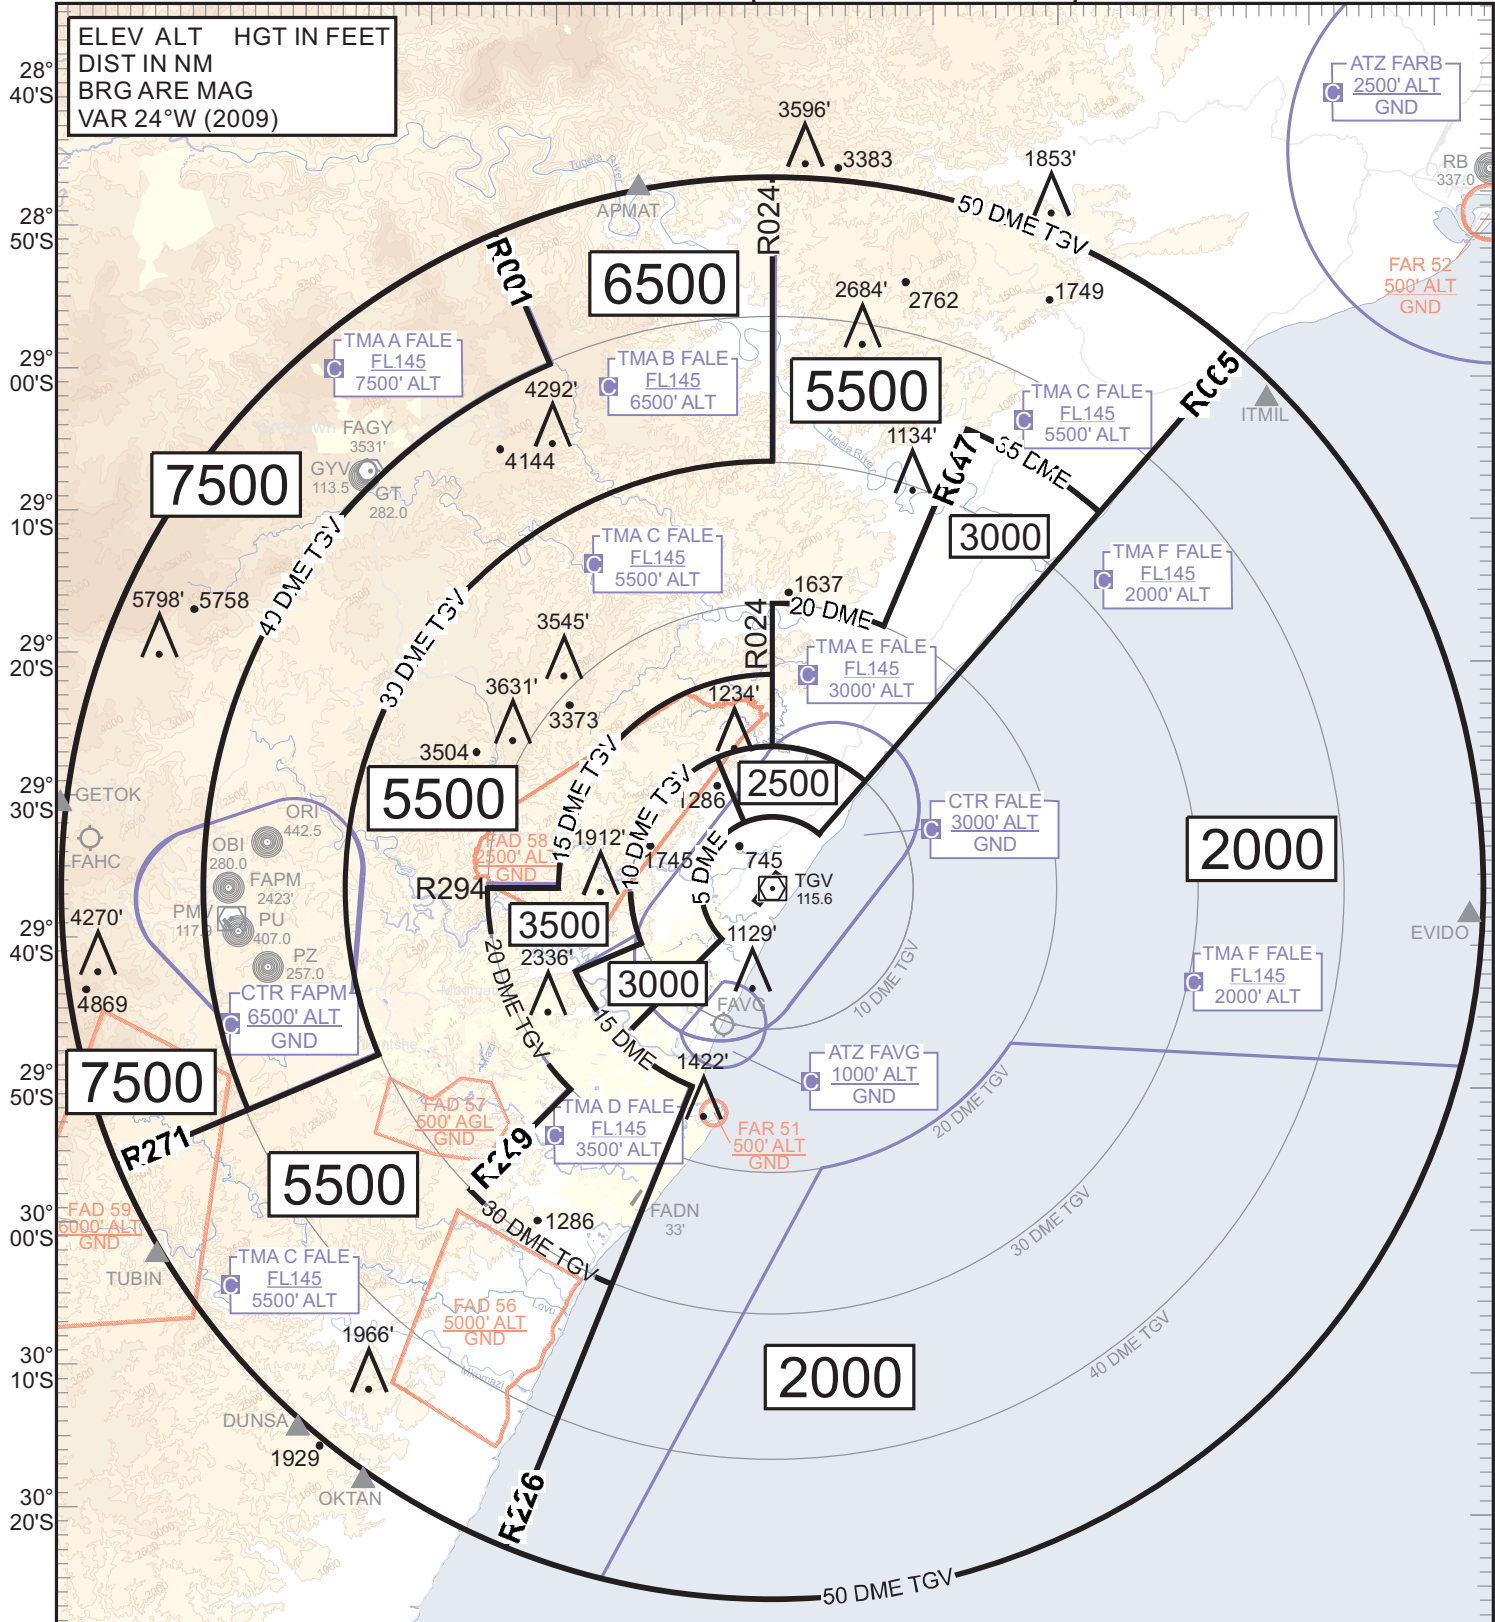 ELEV ALT HGT IN FEET
DIST IN NM
BRG ARE MAG
VAR 24°W (2009)
28°
40'S
28°
50'S
29°
00'S
29°
10'S
29°
20'S
29°
30'S
29°
40'S
29°
50'S
30°
00'S
30°
10'S
30°
20'S
ATZ FARB
C 2500' ALT
GND
RB
337.0
FAR 52
500' ALT
GND
3596'
3383
1853'
Tugela River
APMAT
R024
50 DME TGV
R001
6500
2684'
2762
1749
TMA A FALE
C FL145
7500' ALT
TMA B FALE
C FL145
6500' ALT
5500
R065
ITMIL
TMA C FALE
C FL145
5500' ALT
4292'
4144
FAGY
3531'
GYV
113.5
GT
282.0
7500
1134'
R047
35 DME
3000
40 DME TGV
TMA C FALE
C FL145
5500' ALT
TMA F FALE
C FL145
2000' ALT
5798'
5758
30 DME TGV
1637
20 DME
R024
3545'
3631'
3373
3504
TMA E FALE
C FL145
3000' ALT
1234'
5500
15 DME TGV
10 DME TGV
1286
2500
GETOK
FAHC
ORI
442.5
OBI
280.0
FAPM
2423'
PMV
117.9
PU
407.0
PZ
257.0
CTR FALE
C 3000' ALT
GND
2000
FAD 58
2500' ALT
GND
1912'
1745
5 DME
745
TGV
115.6
R294
3500
4270'
4869
2336'
1129'
3000
EVIDO
CTR FAPM
C 6500' ALT
GND
20 DME TGV
FAVG
10 DME TGV
TMA F FALE
C FL145
2000' ALT
15 DME
1422'
ATZ FAVG
C 1000' ALT
GND
7500
R271
FAD 57
500' AGL
GND
TMA D FALE
C FL145
3500' ALT
FAR 51
500' ALT
GND
20 DME TGV
R249
5500
FAD 59
6000' ALT
GND
TUBIN
1286
30 DME TGV
FADN
33'
30 DME TGV
TMA C FALE
C FL145
5500' ALT
FAD 56
5000' ALT
GND
Lovu
Mkomazi
1966'
40 DME TGV
2000
DUNSA
1929
OKTAN
R226
50 DME TGV